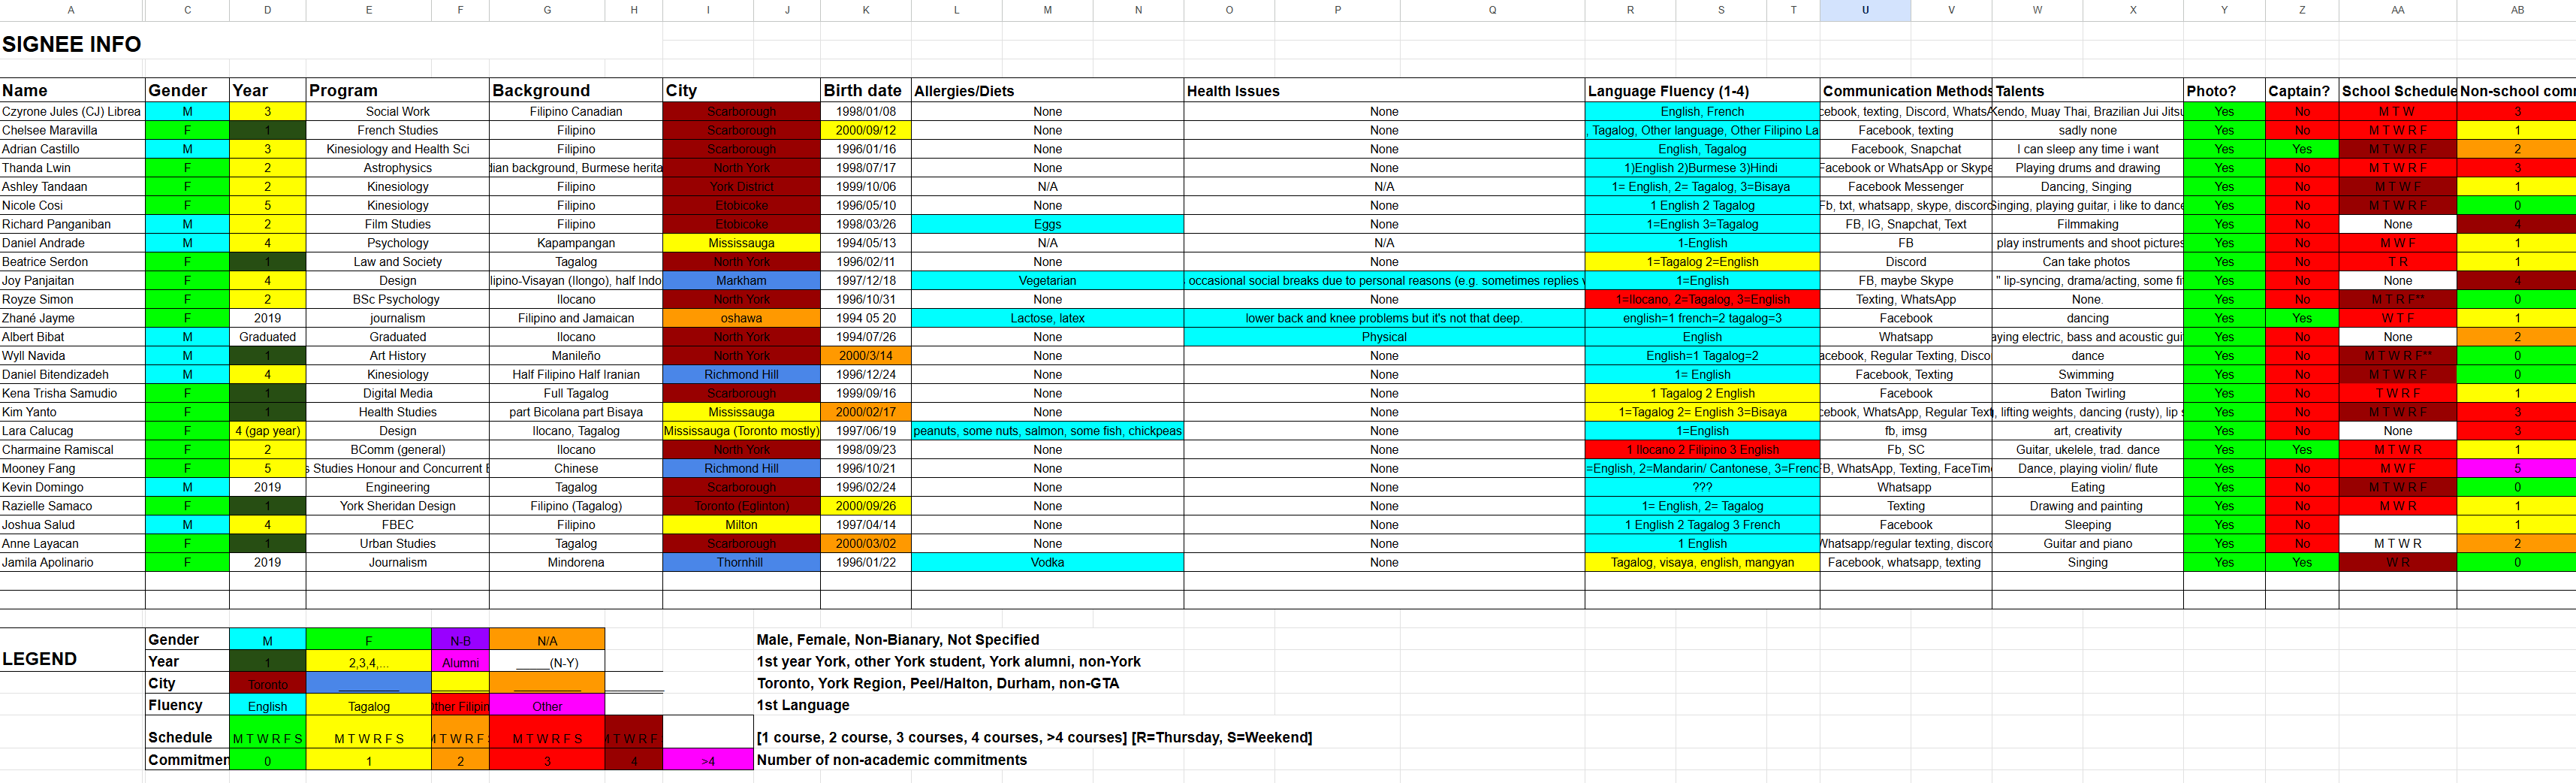 A C D E F G H I J K L M N O P Q R S T U V W X Y Z AA AB
SIGNEE INFO
Name Gender Year Program Background City Birth date Allergies/Diets Health Issues Language Fluency (1-4) Communication Methods Talents Photo? Captain? School Schedule Non-school com
Czyrone Jules (CJ) Librea M 3 Social Work Filipino Canadian Scarborough 1998/01/08 None None English, French cebook, texting, Discord, Whats Kendo, Muay Thai, Brazilian Jui Jitsu Yes No M T W 3
Chelsee Maravilla F 1 French Studies Filipino Scarborough 2000/09/12 None None , Tagalog, Other language, Other Filipino La Facebook, texting sadly none Yes No M T W R F 1
Adrian Castillo M 3 Kinesiology and Health Sci Filipino Scarborough 1996/01/16 None None English, Tagalog Facebook, Snapchat I can sleep any time i want Yes Yes M T W R F 2
Thanda Lwin F 2 Astrophysics dian background, Burmese herita North York 1998/07/17 None None 1)English 2)Burmese 3)Hindi Facebook or WhatsApp or Skype Playing drums and drawing Yes No M T W R F 3
Ashley Tandaan F 2 Kinesiology Filipino York District 1999/10/06 N/A N/A 1= English, 2= Tagalog, 3=Bisaya Facebook Messenger Dancing, Singing Yes No M T W F 1
Nicole Cosi F 5 Kinesiology Filipino Etobicoke 1996/05/10 None None 1 English 2 Tagalog Fb, txt, whatsapp, skype, discord Singing, playing guitar, i like to dance Yes No M T W R F 0
Richard Panganiban M 2 Film Studies Filipino Etobicoke 1998/03/26 Eggs None 1=English 3=Tagalog FB, IG, Snapchat, Text Filmmaking Yes No None 4
Daniel Andrade M 4 Psychology Kapampangan Mississauga 1994/05/13 N/A N/A 1-English FB play instruments and shoot pictures Yes No M W F 1
Beatrice Serdon F 1 Law and Society Tagalog North York 1996/02/11 None None 1=Tagalog 2=English Discord Can take photos Yes No T R 1
Joy Panjaitan F 4 Design lipino-Visayan (Ilongo), half Indo Markham 1997/12/18 Vegetarian occasional social breaks due to personal reasons (e.g. sometimes replies 1=English FB, maybe Skype " lip-syncing, drama/acting, some fi Yes No None 4
Royze Simon F 2 BSc Psychology Ilocano North York 1996/10/31 None None 1=Ilocano, 2=Tagalog, 3=English Texting, WhatsApp None. Yes No M T R F** 0
Zhané Jayme F 2019 journalism Filipino and Jamaican oshawa 1994 05 20 Lactose, latex lower back and knee problems but it's not that deep. english=1 french=2 tagalog=3 Facebook dancing Yes Yes W T F 1
Albert Bibat M Graduated Graduated Ilocano North York 1994/07/26 None Physical English Whatsapp aying electric, bass and acoustic gui Yes No None 2
Wyll Navida M 1 Art History Manileño North York 2000/3/14 None None English=1 Tagalog=2 acebook, Regular Texting, Disco dance Yes No M T W R F** 0
Daniel Bitendizadeh M 4 Kinesiology Half Filipino Half Iranian Richmond Hill 1996/12/24 None None 1= English Facebook, Texting Swimming Yes No M T W R F 0
Kena Trisha Samudio F 1 Digital Media Full Tagalog Scarborough 1999/09/16 None None 1 Tagalog 2 English Facebook Baton Twirling Yes No T W R F 1
Kim Yanto F 1 Health Studies part Bicolana part Bisaya Mississauga 2000/02/17 None None 1=Tagalog 2= English 3=Bisaya cebook, WhatsApp, Regular Text , lifting weights, dancing (rusty), lip Yes No M T W R F 3
Lara Calucag F 4 (gap year) Design Ilocano, Tagalog Mississauga (Toronto mostly) 1997/06/19 peanuts, some nuts, salmon, some fish, chickpeas None 1=English fb, imsg art, creativity Yes No None 3
Charmaine Ramiscal F 2 BComm (general) Ilocano North York 1998/09/23 None None 1 Ilocano 2 Filipino 3 English Fb, SC Guitar, ukelele, trad. dance Yes Yes M T W R 1
Mooney Fang F 5 s Studies Honour and Concurrent E Chinese Richmond Hill 1996/10/21 None None =English, 2=Mandarin/ Cantonese, 3=Frenc FB, WhatsApp, Texting, FaceTim Dance, playing violin/ flute Yes No M W F 5
Kevin Domingo M 2019 Engineering Tagalog Scarborough 1996/02/24 None None ??? Whatsapp Eating Yes No M T W R F 0
Razielle Samaco F 1 York Sheridan Design Filipino (Tagalog) Toronto (Eglinton) 2000/09/26 None None 1= English, 2= Tagalog Texting Drawing and painting Yes No M W R 1
Joshua Salud M 4 FBEC Filipino Milton 1997/04/14 None None 1 English 2 Tagalog 3 French Facebook Sleeping Yes No 1
Anne Layacan F 1 Urban Studies Tagalog Scarborough 2000/03/02 None None 1 English Whatsapp/regular texting, discord Guitar and piano Yes No M T W R 2
Jamila Apolinario F 2019 Journalism Mindorena Thornhill 1996/01/22 Vodka None Tagalog, visaya, english, mangyan Facebook, whatsapp, texting Singing Yes Yes W R 0
LEGEND
Gender M F N-B N/A Male, Female, Non-Bianary, Not Specified
Year 1 2,3,4,... Alumni _____(N-Y) 1st year York, other York student, York alumni, non-York
City Toronto Toronto, York Region, Peel/Halton, Durham, non-GTA
Fluency English Tagalog ther Filipin Other 1st Language
Schedule M T W R F S M T W R F S M T W R F M T W R F S M T W R F [1 course, 2 course, 3 courses, 4 courses, >4 courses] [R=Thursday, S=Weekend]
Commitmen 0 1 2 3 4 >4 Number of non-academic commitments